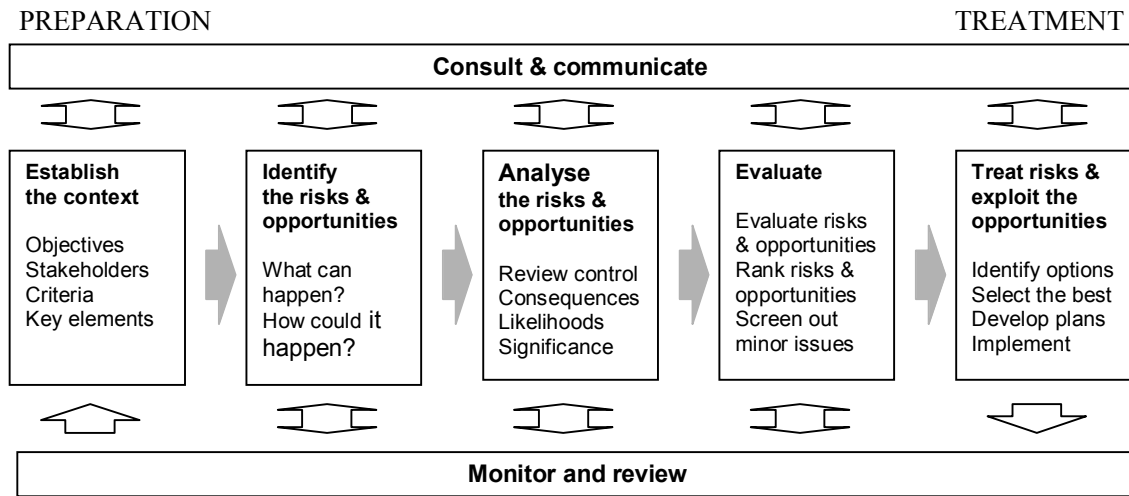 PREPARATION
TREATMENT
Consult & communicate
Establish
the context
Objectives
Stakeholders
Criteria
Key elements
Identify
the risks &
opportunities
What can
happen?
How could it
happen?
Analyse
the risks &
opportunities
Review control
Consequences
Likelihoods
Significance
Evaluate
Evaluate risks
& opportunities
Rank risks &
opportunities
Screen out
minor issues
Treat risks &
exploit the
opportunities
Identify options
Select the best
Develop plans
Implement
Monitor and review